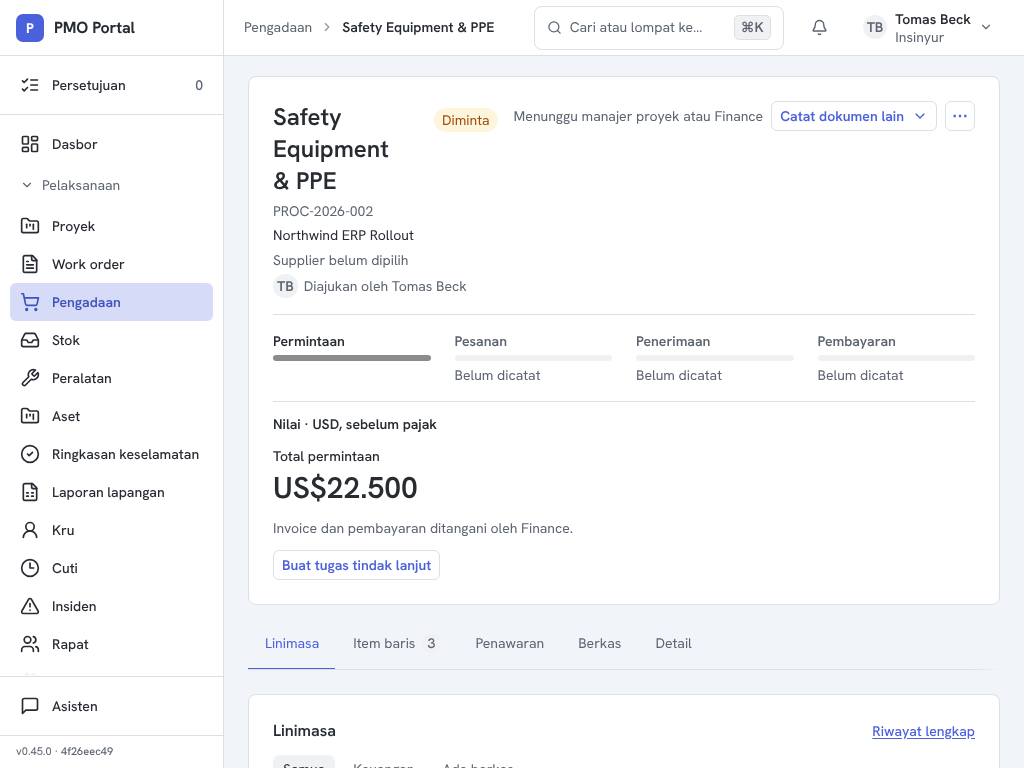 P PMO Portal
Persetujuan 0
Dasbor
Pelaksanaan
Proyek
Work order
Pengadaan
Stok
Peralatan
Aset
Ringkasan keselamatan
Laporan lapangan
Kru
Cuti
Insiden
Rapat
Asisten
v0.45.0 · 4f26eec49
Pengadaan > Safety Equipment & PPE
Cari atau lompat ke... ⌘K
TB Tomas Beck
Insinyur
Safety
Equipment
& PPE
Diminta
Menunggu manajer proyek atau Finance
Catat dokumen lain
PROC-2026-002
Northwind ERP Rollout
Supplier belum dipilih
TB Diajukan oleh Tomas Beck
Permintaan
Pesanan
Belum dicatat
Penerimaan
Belum dicatat
Pembayaran
Belum dicatat
Nilai · USD, sebelum pajak
Total permintaan
US$22.500
Invoice dan pembayaran ditangani oleh Finance.
Buat tugas tindak lanjut
Linimasa Item baris 3 Penawaran Berkas Detail
Linimasa
Riwayat lengkap
Semua Keuangan Ada berkas